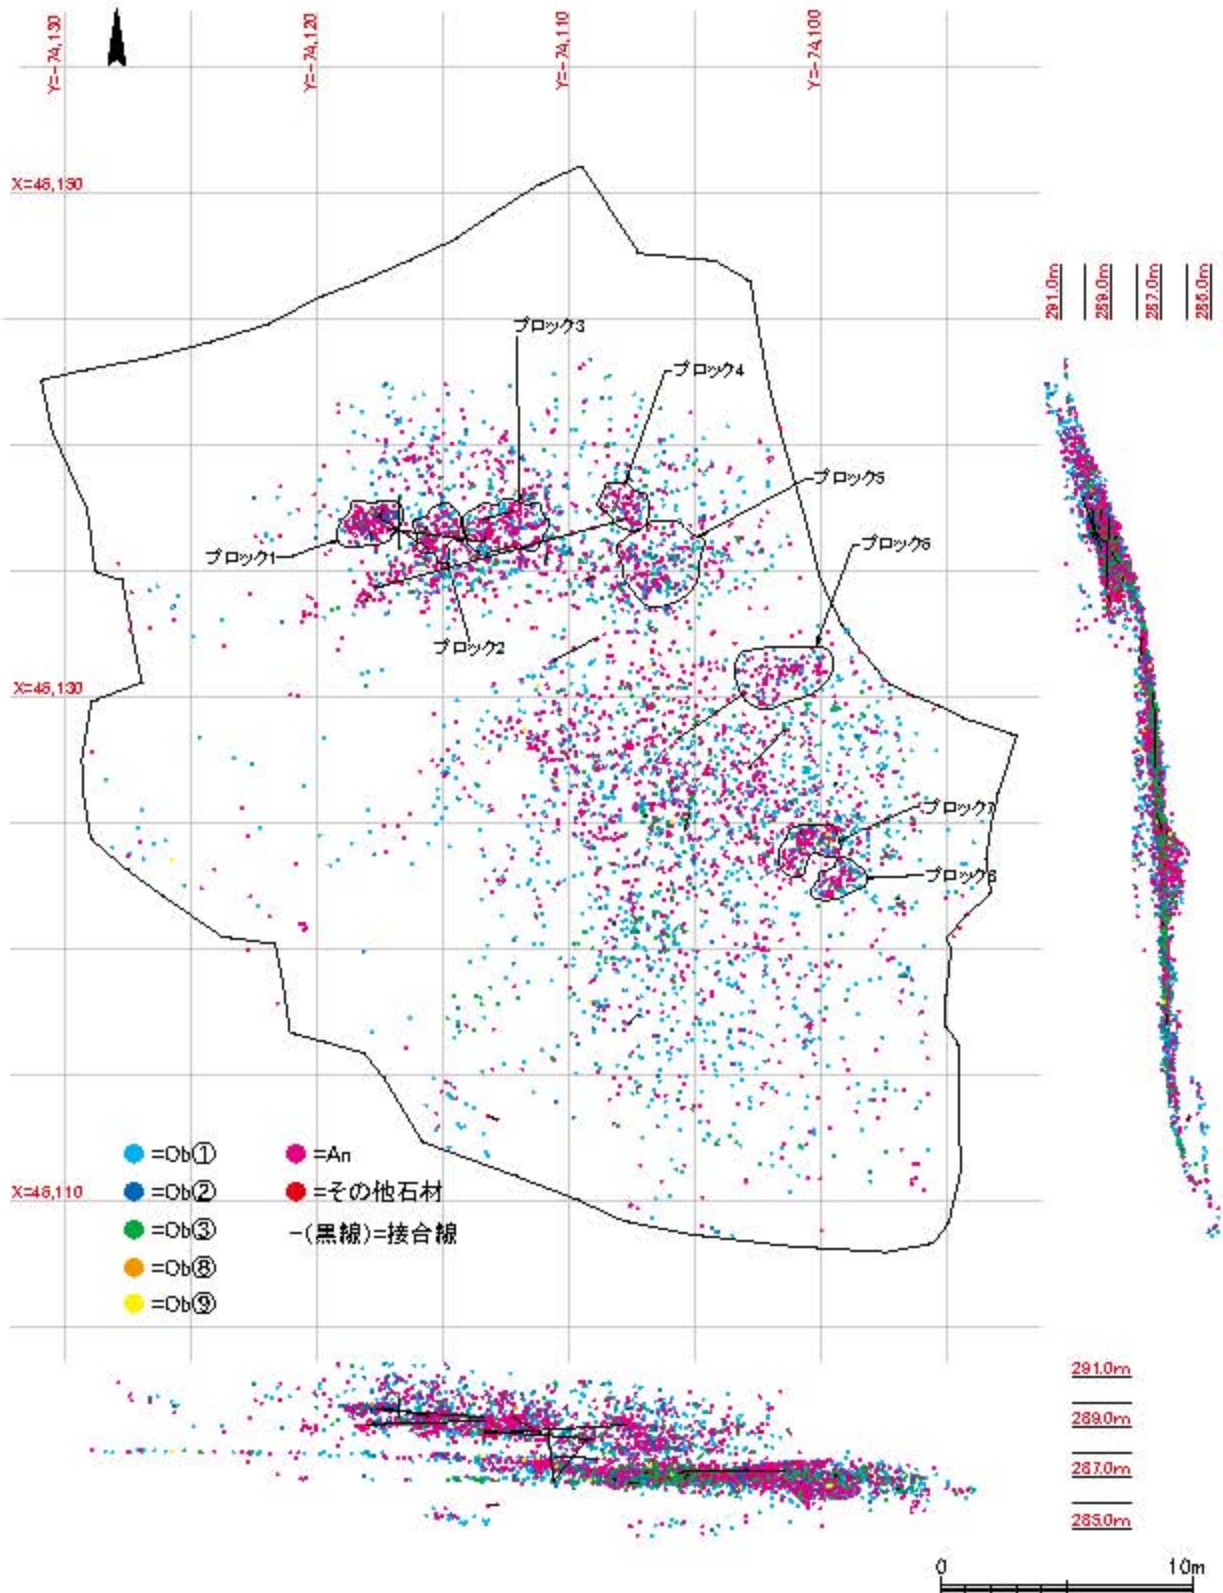 Y=-74,130
Y=-74,120
Y=-74,110
Y=-74,100
X=46,150
ブロック3
291.0m
289.0m
287.0m
285.0m
ブロック4
ブロック5
ブロック6
ブロック1
ブロック2
X=46,130
ブロック7
ブロック8
=Ob①
=An
=Ob②
=その他石材
X=46,110
=Ob③
-(黒線)=接合線
=Ob⑧
=Ob⑨
291.0m
289.0m
287.0m
285.0m
0 10m